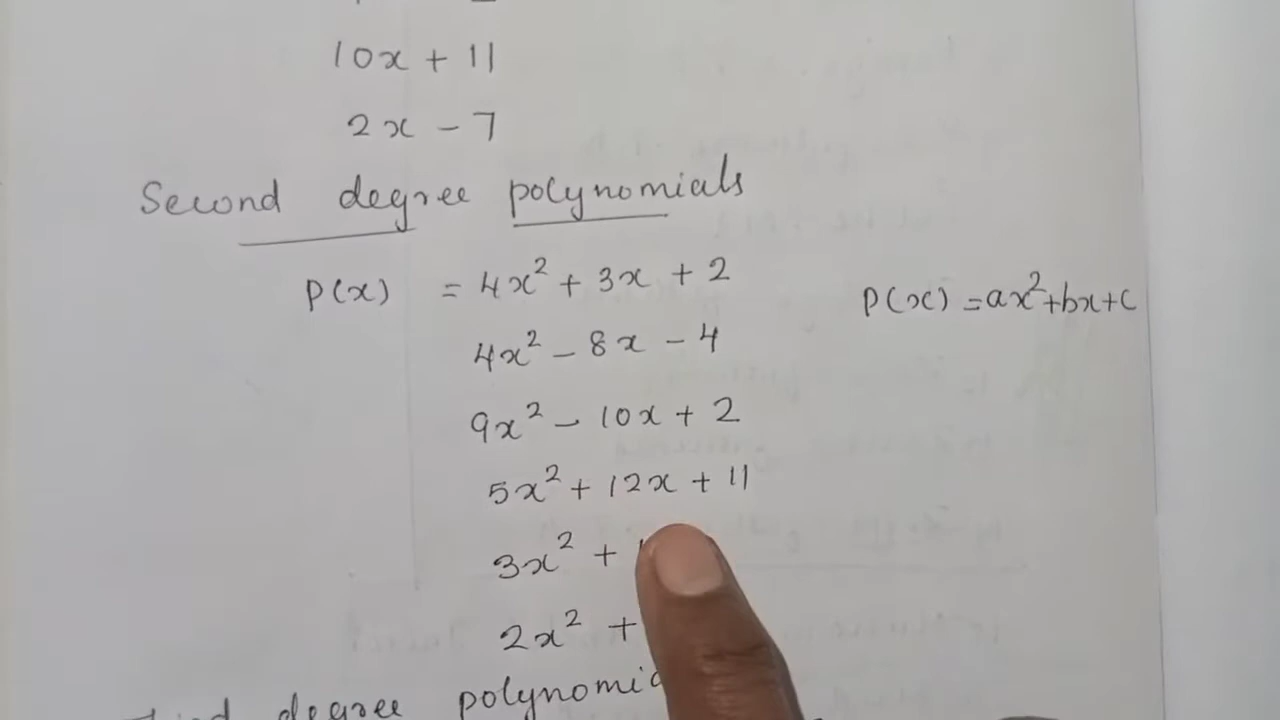 10x + 11
2x - 7
Second degree polynomials
P(x) = 4x² + 3x + 2
P(x) = ax²+bx+c
4x² - 8x - 4
9x² - 10x + 2
5x² + 12x + 11
3x² +
2x² +
degree